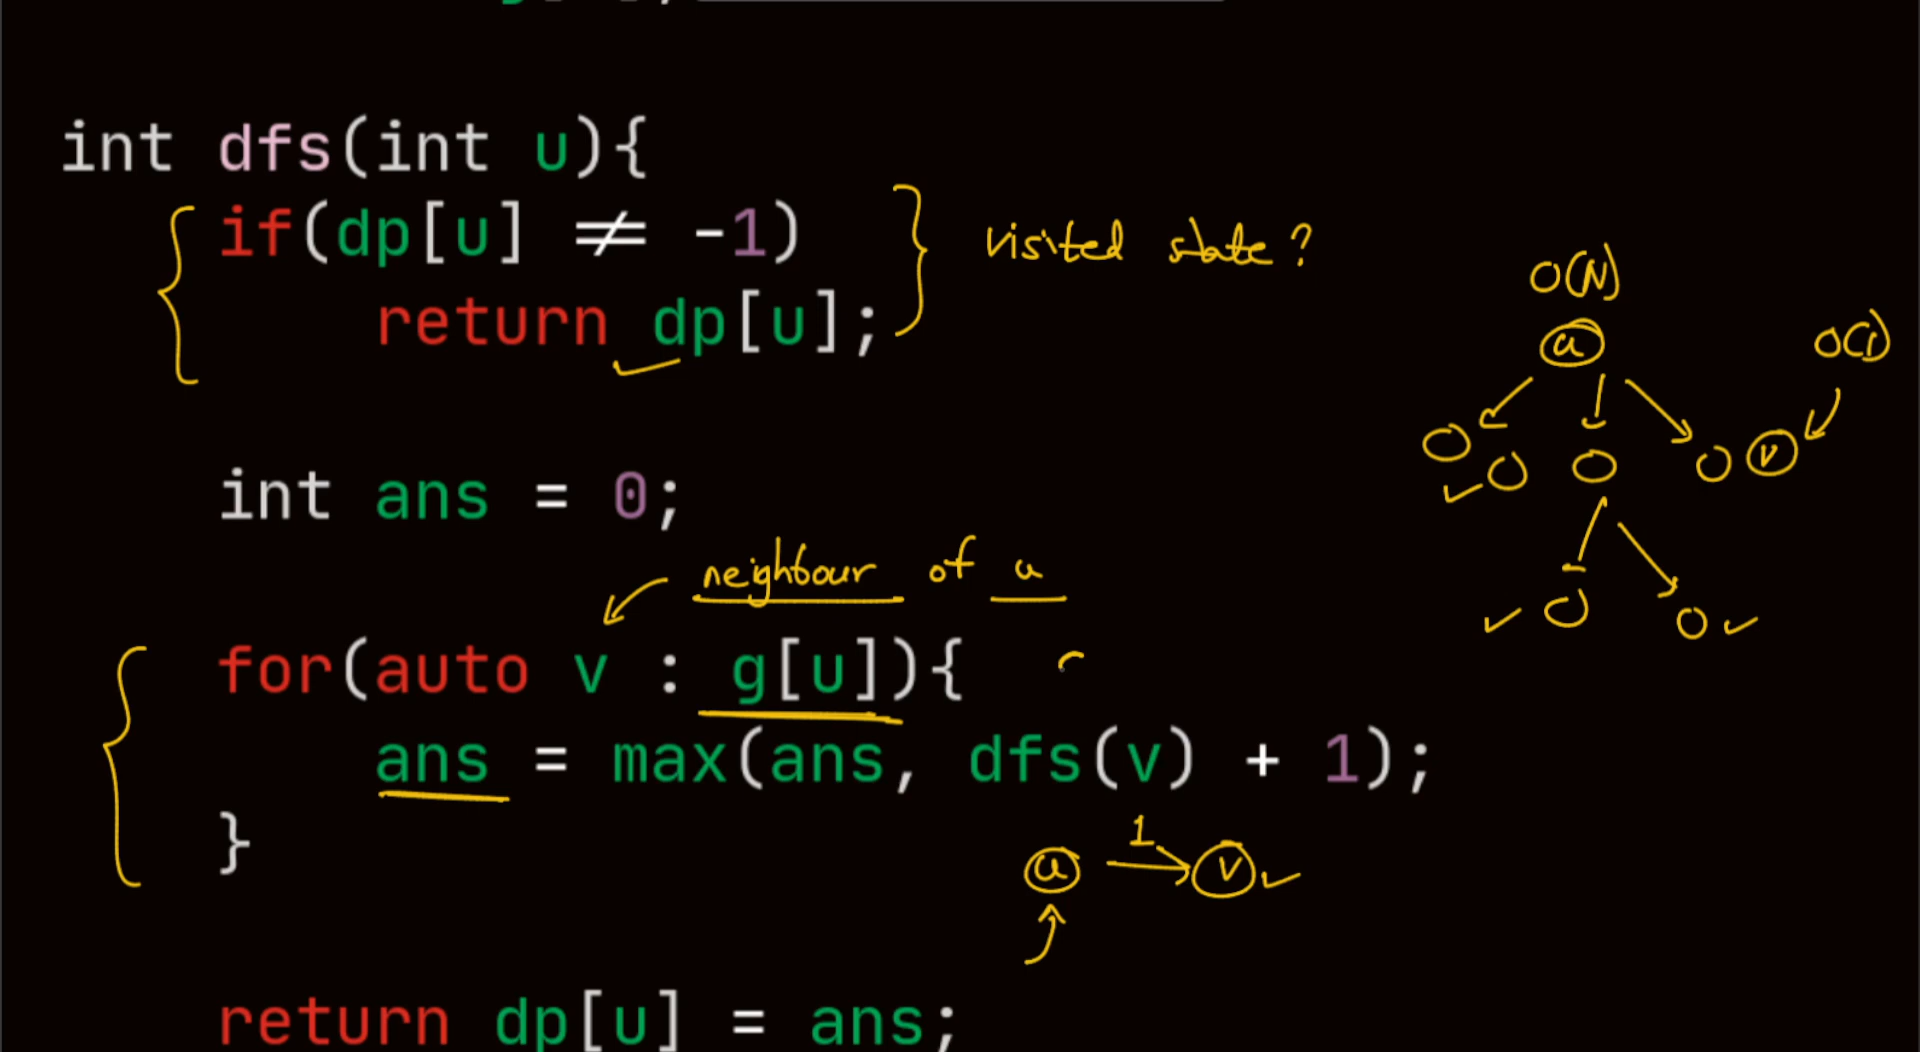 int dfs(int u){
if(dp[u] ≠ -1)
return dp[u];
visited state?
O(N)
u
O(1)
v
int ans = 0;
neighbour of u
for(auto v : g[u]){
ans = max(ans, dfs(v) + 1);
}
1
u
v
return dp[u] = ans;